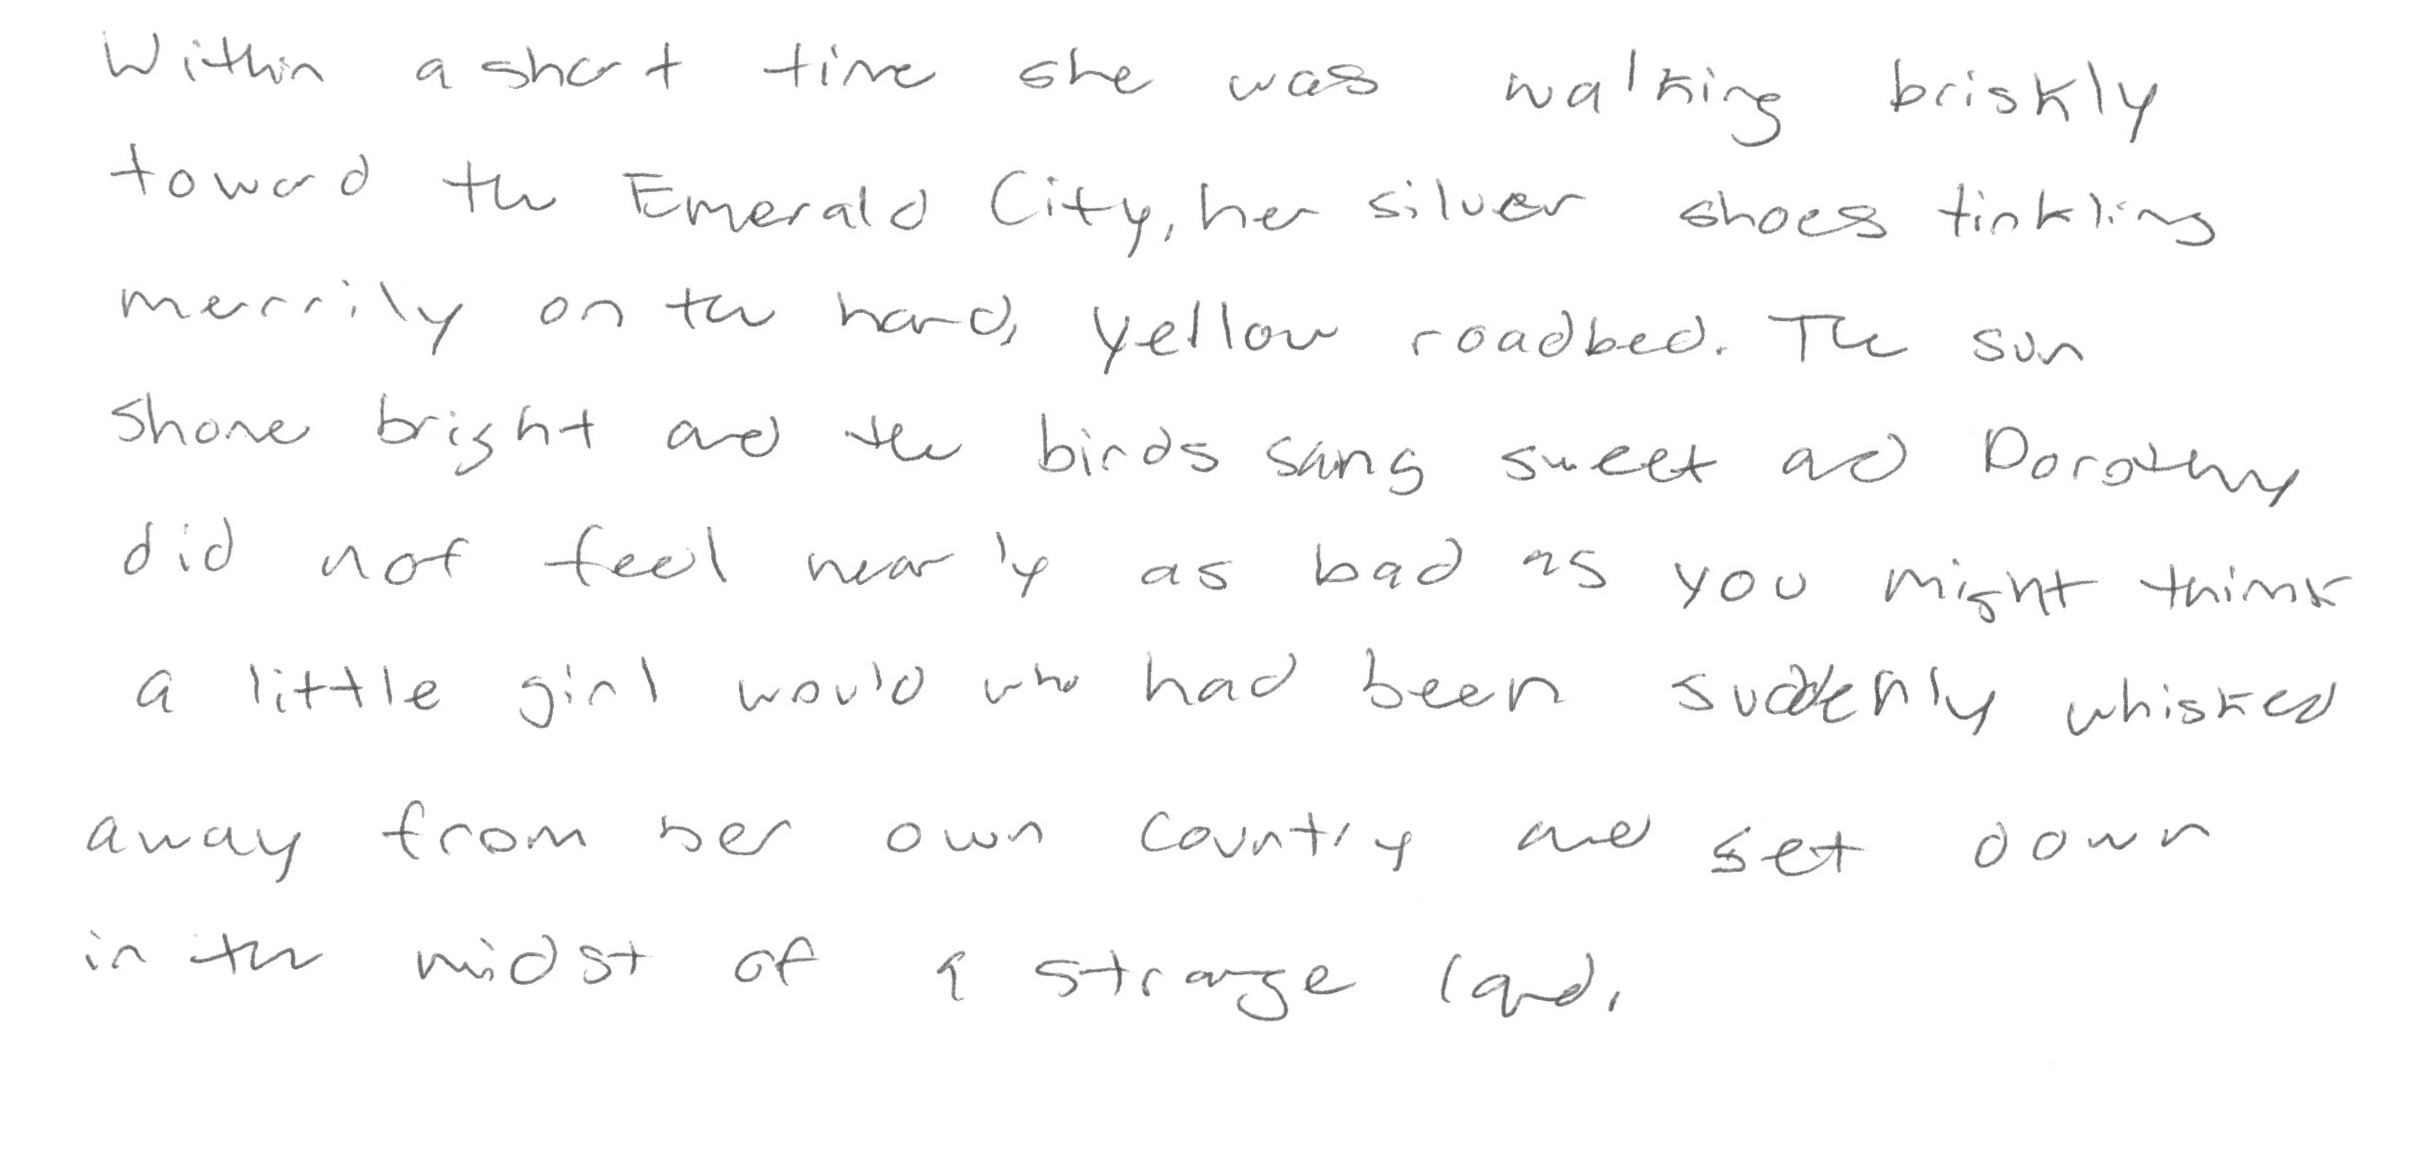 Within a short time she was walking briskly
toward the Emerald City, her silver shoes tinkling
merrily on the hard, yellow roadbed. The sun
shone bright and the birds sang sweet and Dorothy
did not feel nearly as bad as you might think
a little girl would who had been suddenly whisked
away from her own country and set down
in the midst of a strange land.